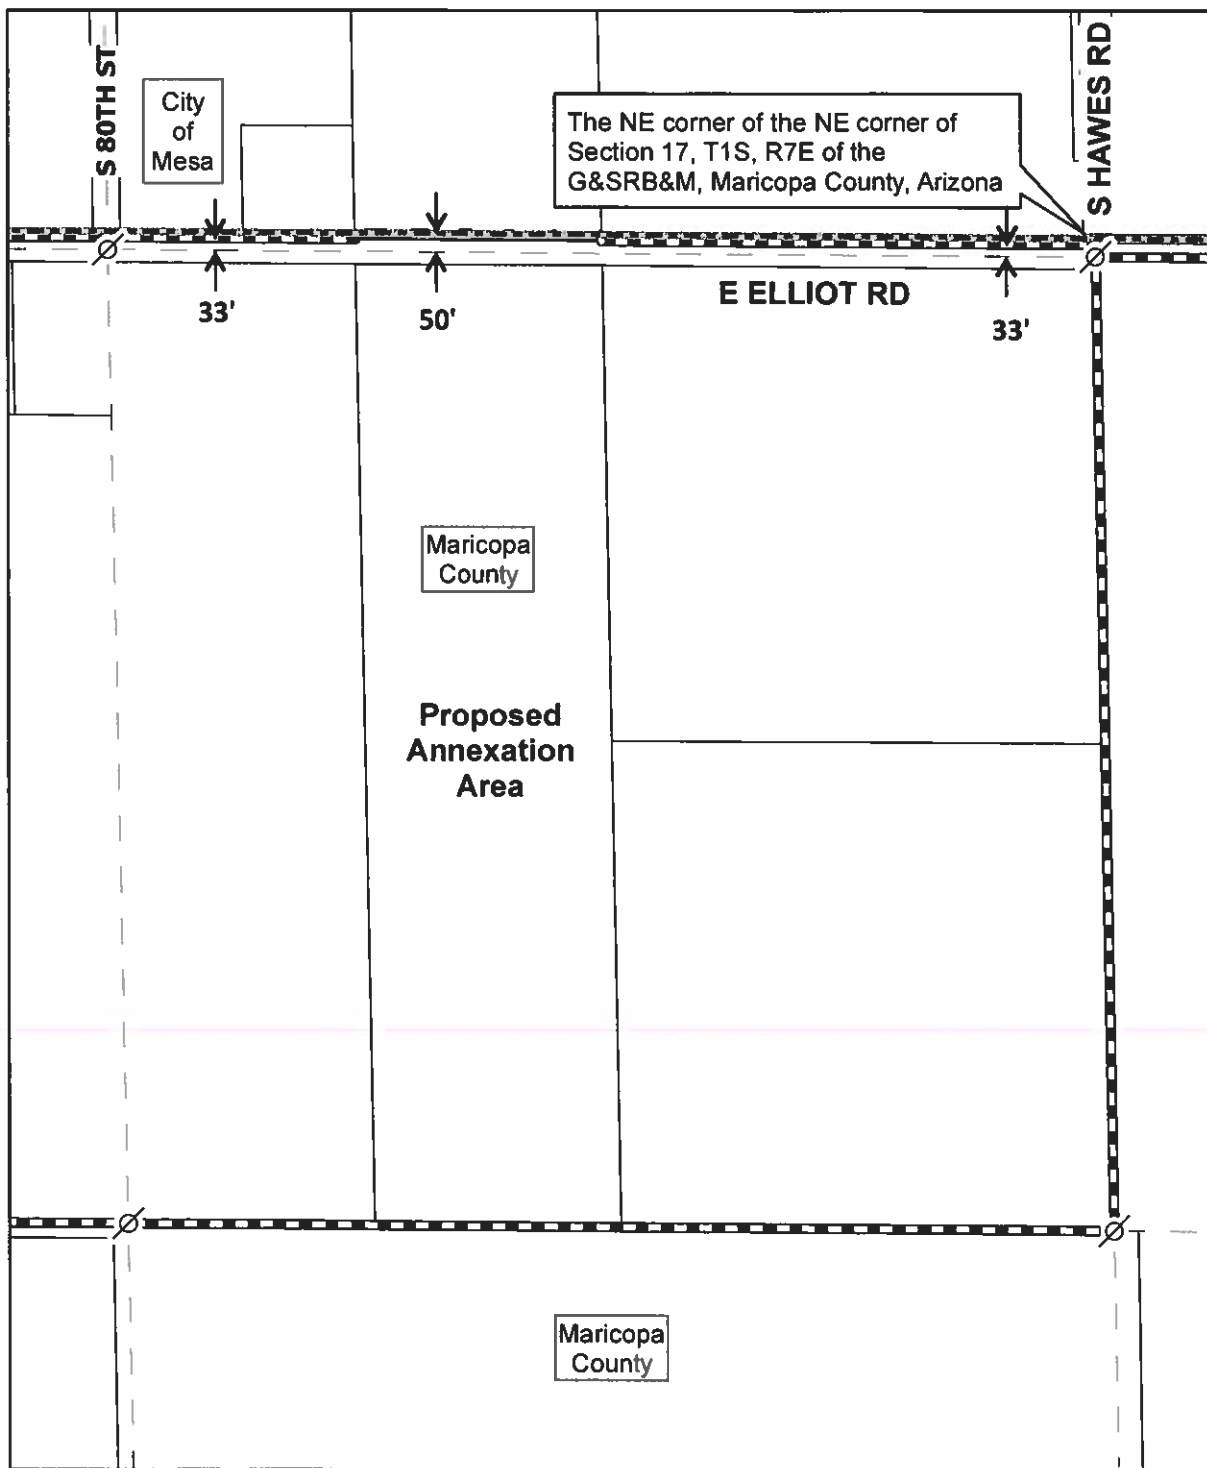 S 80TH ST
City
of
Mesa
The NE corner of the NE corner of
Section 17, T1S, R7E of the
G&SRB&M, Maricopa County, Arizona
S HAWES RD
33'
50'
E ELLIOT RD
33'
Maricopa
County
Proposed
Annexation
Area
Maricopa
County